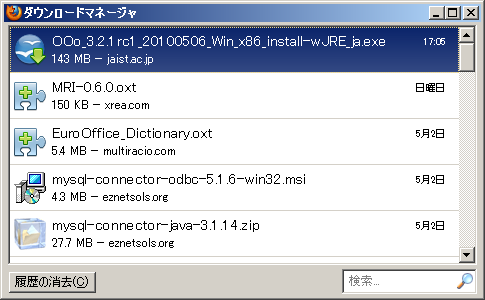 ダウンロードマネージャ
OOo_3.2.1rc1_20100506_Win_x86_install-wJRE_ja.exe 17:05
143 MB — jaist.ac.jp
MRI-0.6.0.oxt 日曜日
150 KB — xrea.com
EuroOffice_Dictionary.oxt 5月2日
5.4 MB — multiracio.com
mysql-connector-odbc-5.1.6-win32.msi 5月2日
4.3 MB — eznetsols.org
mysql-connector-java-3.1.14.zip 5月2日
27.7 MB — eznetsols.org
履歴の消去(C) 検索...